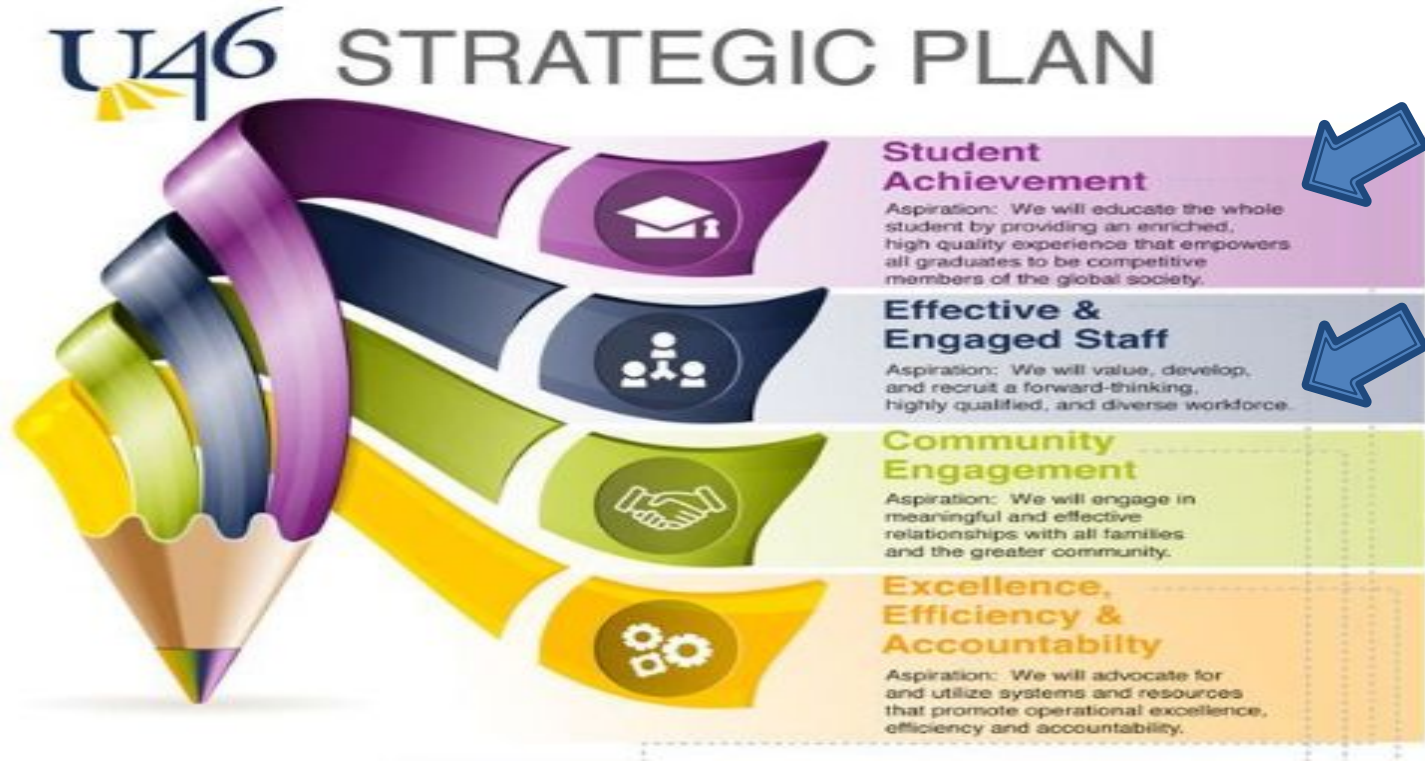 U46 STRATEGIC PLAN
Student
Achievement
Aspiration: We will educate the whole
student by providing an enriched,
high quality experience that empowers
all graduates to be competitive
members of the global society.
Effective &
Engaged Staff
Aspiration: We will value, develop,
and recruit a forward-thinking,
highly qualified, and diverse workforce.
Community
Engagement
Aspiration: We will engage in
meaningful and effective
relationships with all families
and the greater community.
Excellence,
Efficiency &
Accountabilty
Aspiration: We will advocate for
and utilize systems and resources
that promote operational excellence,
efficiency and accountability.